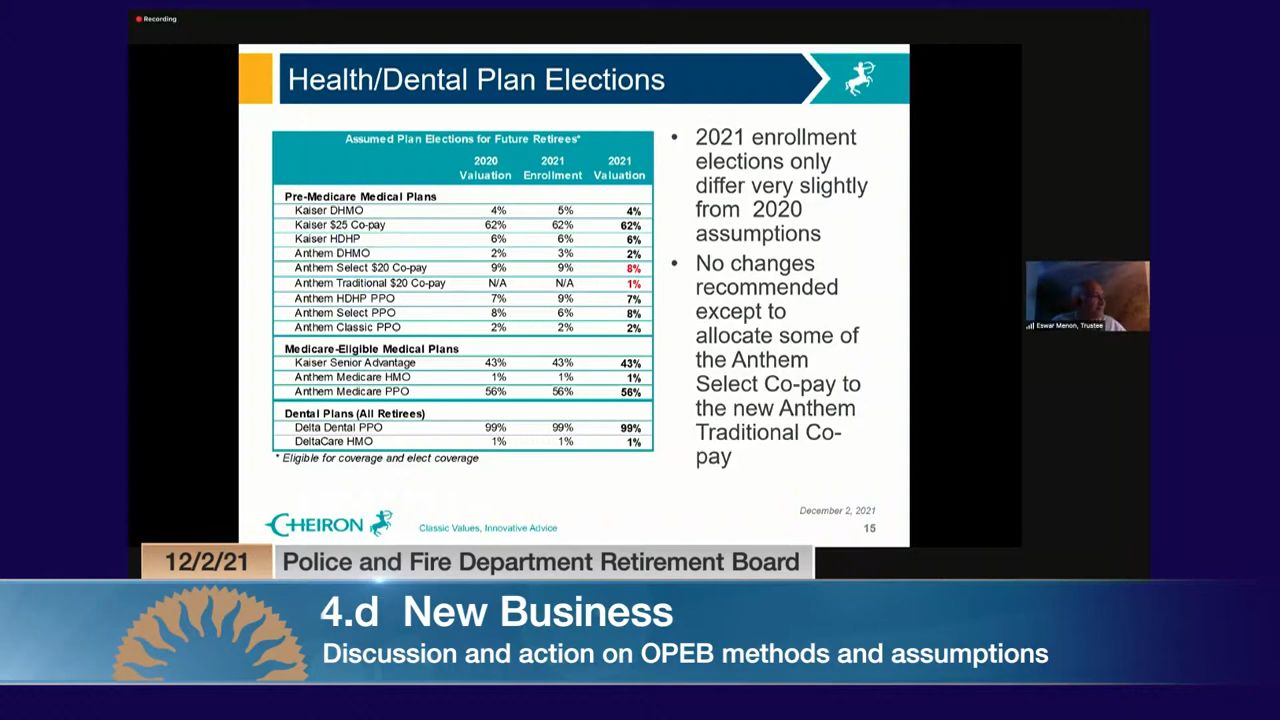 Recording
Health/Dental Plan Elections
Assumed Plan Elections for Future Retirees*
2020 2021 2021
Valuation Enrollment Valuation
Pre-Medicare Medical Plans
Kaiser DHMO 4% 5% 4%
Kaiser $25 Co-pay 62% 62% 62%
Kaiser HDHP 6% 6% 6%
Anthem DHMO 2% 3% 2%
Anthem Select $20 Co-pay 9% 9% 8%
Anthem Traditional $20 Co-pay N/A N/A 1%
Anthem HDHP PPO 7% 9% 7%
Anthem Select PPO 8% 6% 8%
Anthem Classic PPO 2% 2% 2%
Medicare-Eligible Medical Plans
Kaiser Senior Advantage 43% 43% 43%
Anthem Medicare HMO 1% 1% 1%
Anthem Medicare PPO 56% 56% 56%
Dental Plans (All Retirees)
Delta Dental PPO 99% 99% 99%
DeltaCare HMO 1% 1% 1%
* Eligible for coverage and elect coverage
• 2021 enrollment
elections only
differ very slightly
from 2020
assumptions
• No changes
recommended
except to
allocate some of
the Anthem
Select Co-pay to
the new Anthem
Traditional Co-
pay
Eswar Menon, Trustee
December 2, 2021
CHEIRON Classic Values, Innovative Advice 15
12/2/21 Police and Fire Department Retirement Board
4.d New Business
Discussion and action on OPEB methods and assumptions